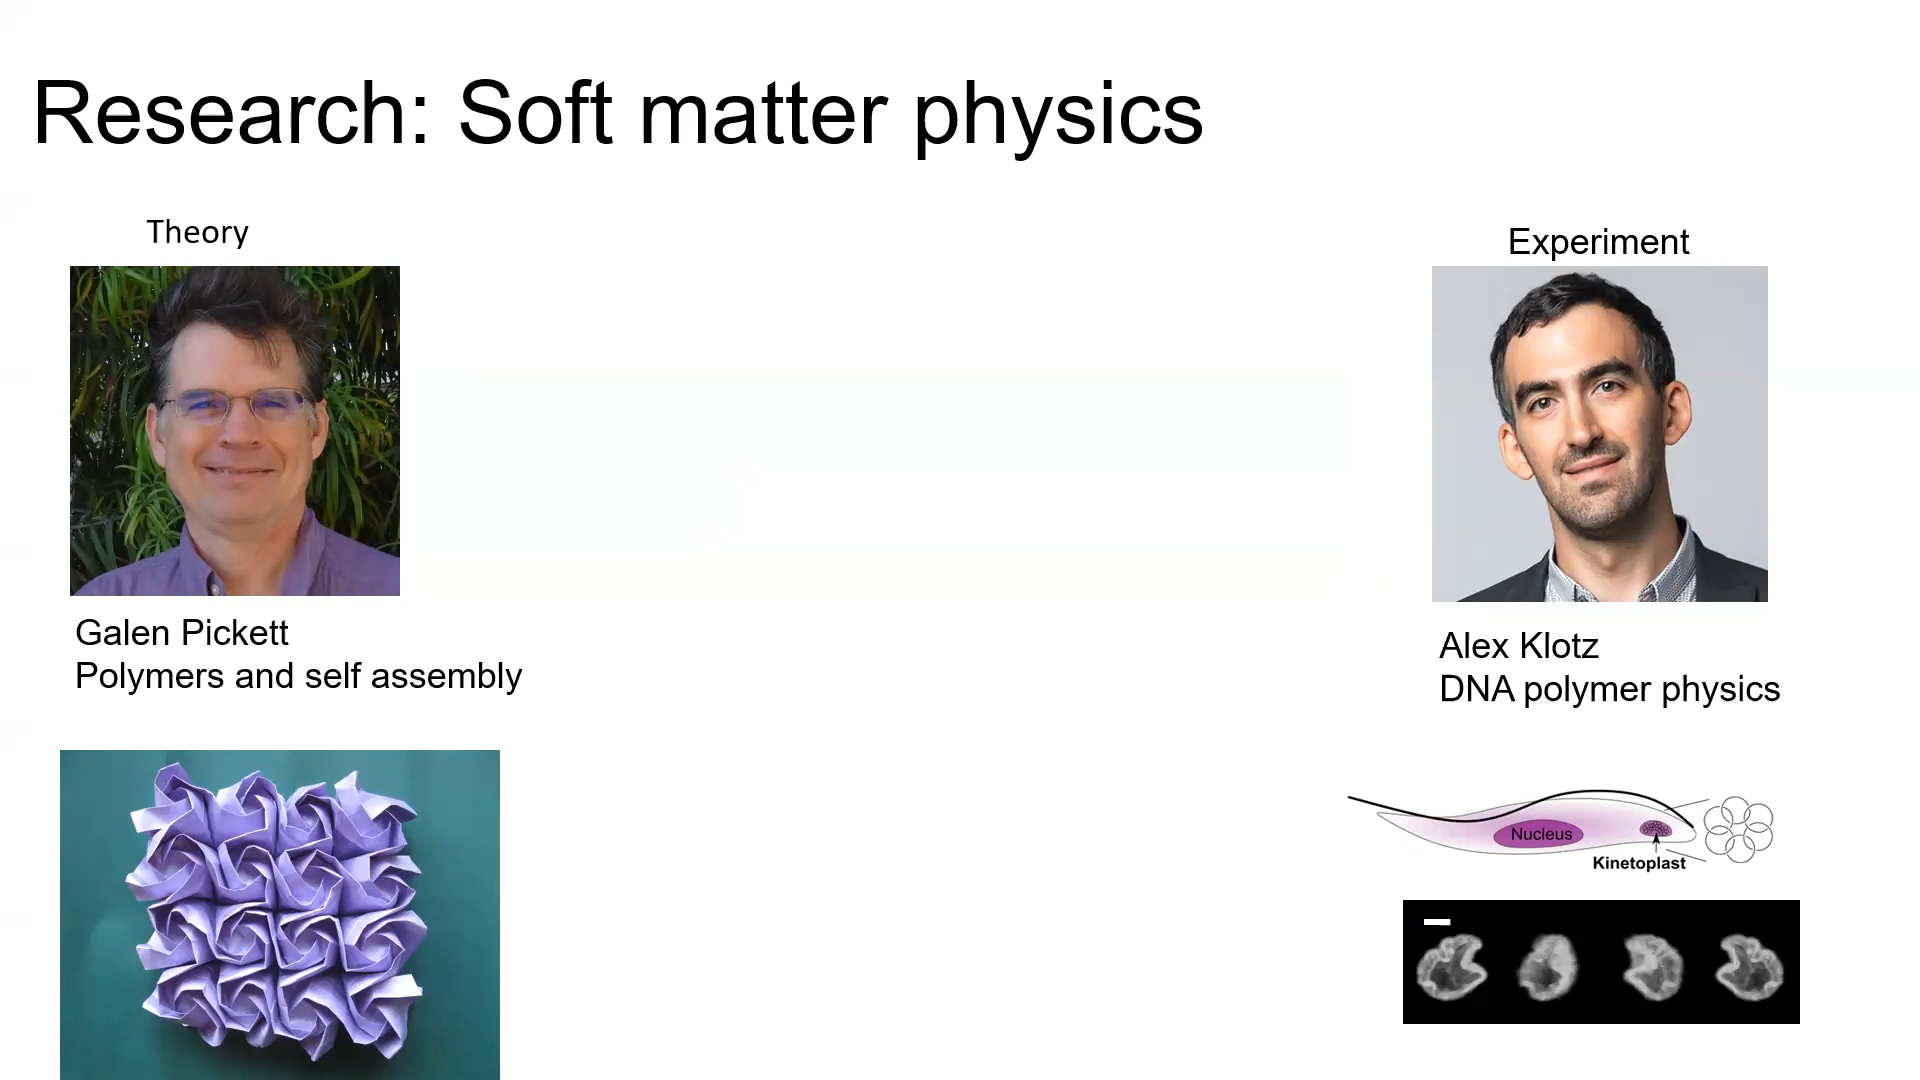 Research: Soft matter physics
Theory
Experiment
Galen Pickett
Polymers and self assembly
Alex Klotz
DNA polymer physics
Nucleus
Kinetoplast